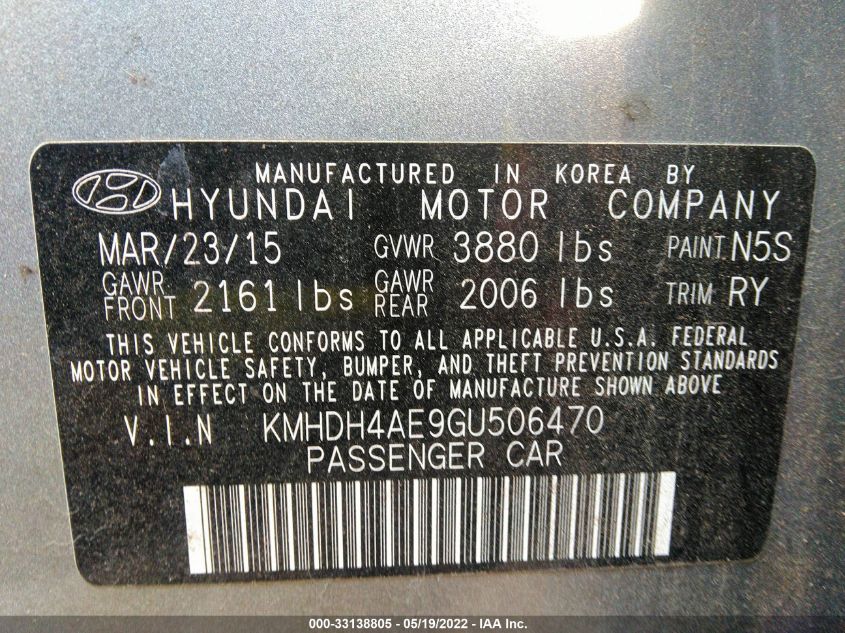 MANUFACTURED IN KOREA BY
HYUNDAI MOTOR COMPANY
MAR/23/15 GVWR 3880 lbs PAINT N5S
GAWR FRONT 2161 lbs GAWR REAR 2006 lbs TRIM RY
THIS VEHICLE CONFORMS TO ALL APPLICABLE U.S.A. FEDERAL
MOTOR VEHICLE SAFETY, BUMPER, AND THEFT PREVENTION STANDARDS
IN EFFECT ON THE DATE OF MANUFACTURE SHOWN ABOVE
V.I.N KMHDH4AE9GU506470
PASSENGER CAR
000-33138805 - 05/19/2022 - IAA Inc.